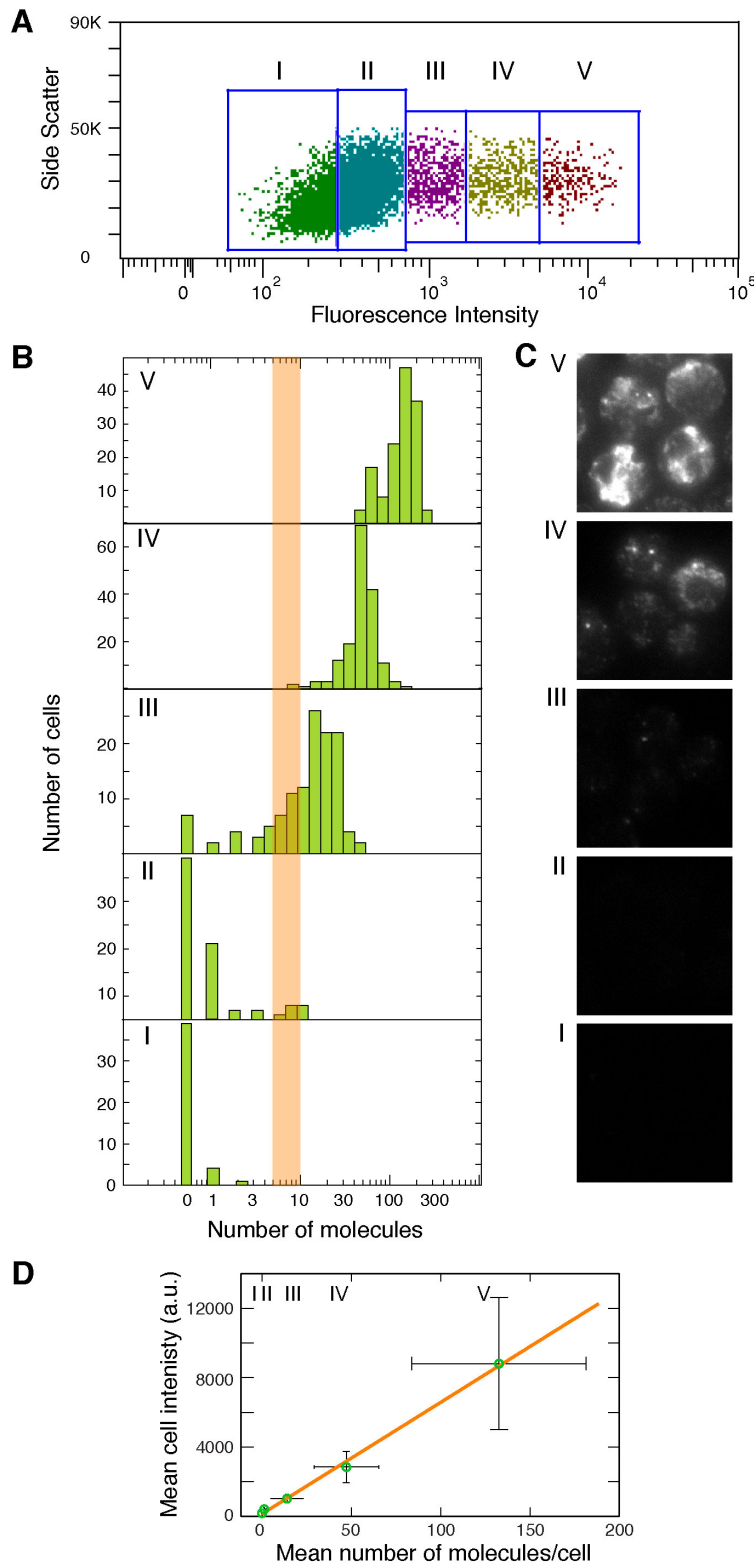 A
90K
I II III IV V
50K
0
Side Scatter
0 10² 10³ 10⁴ 10⁵
Fluorescence Intensity
B
V
40
30
20
10
IV
60
40
20
III
20
10
II
30
20
10
I
30
20
10
0
Number of cells
0 1 3 10 30 100 300
Number of molecules
C
V
IV
III
II
I
D
I II III IV V
12000
8000
4000
0
Mean cell intenisty (a.u.)
0 50 100 150 200
Mean number of molecules/cell